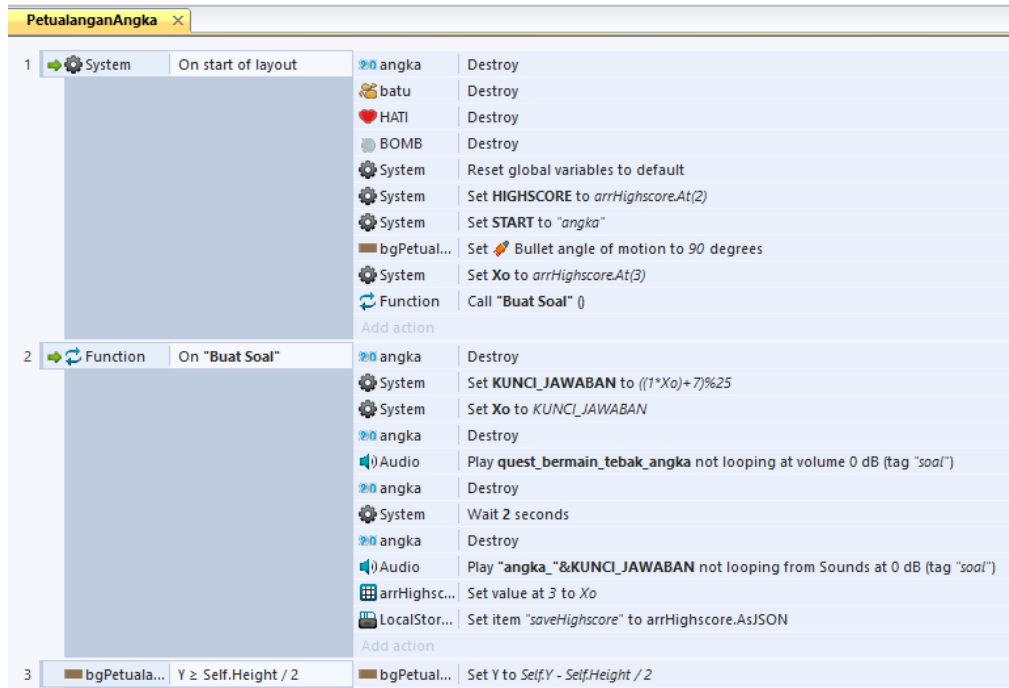 PetualanganAngka ×
1 System On start of layout angka Destroy
batu Destroy
HATI Destroy
BOMB Destroy
System Reset global variables to default
System Set HIGHSCORE to arrHighscore.At(2)
System Set START to "angka"
bgPetual... Set Bullet angle of motion to 90 degrees
System Set Xo to arrHighscore.At(3)
Function Call "Buat Soal" ()
Add action
2 Function On "Buat Soal" angka Destroy
System Set KUNCI_JAWABAN to ((1*Xo)+7)%25
System Set Xo to KUNCI_JAWABAN
angka Destroy
Audio Play quest_bermain_tebak_angka not looping at volume 0 dB (tag "soal")
angka Destroy
System Wait 2 seconds
angka Destroy
Audio Play "angka_"&KUNCI_JAWABAN not looping from Sounds at 0 dB (tag "soal")
arrHighsc... Set value at 3 to Xo
LocalStor... Set item "saveHighscore" to arrHighscore.AsJSON
Add action
3 bgPetuala... Y ≥ Self.Height / 2 bgPetual... Set Y to Self.Y - Self.Height / 2